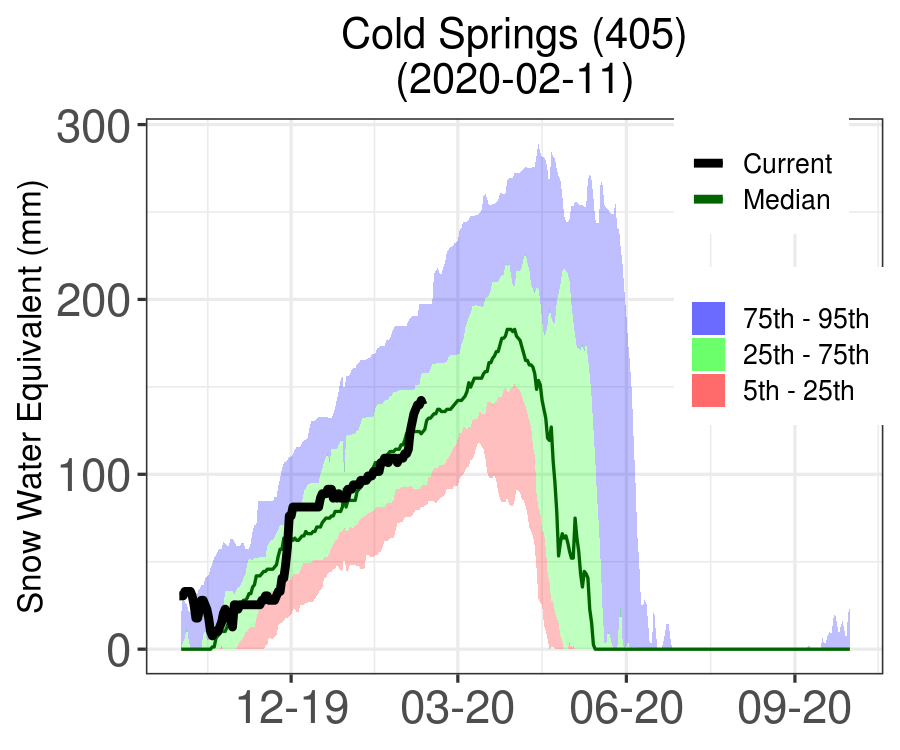 Cold Springs (405)
(2020-02-11)
Snow Water Equivalent (mm)
300
200
100
0
12-19
03-20
06-20
09-20
Current
Median
75th - 95th
25th - 75th
5th - 25th